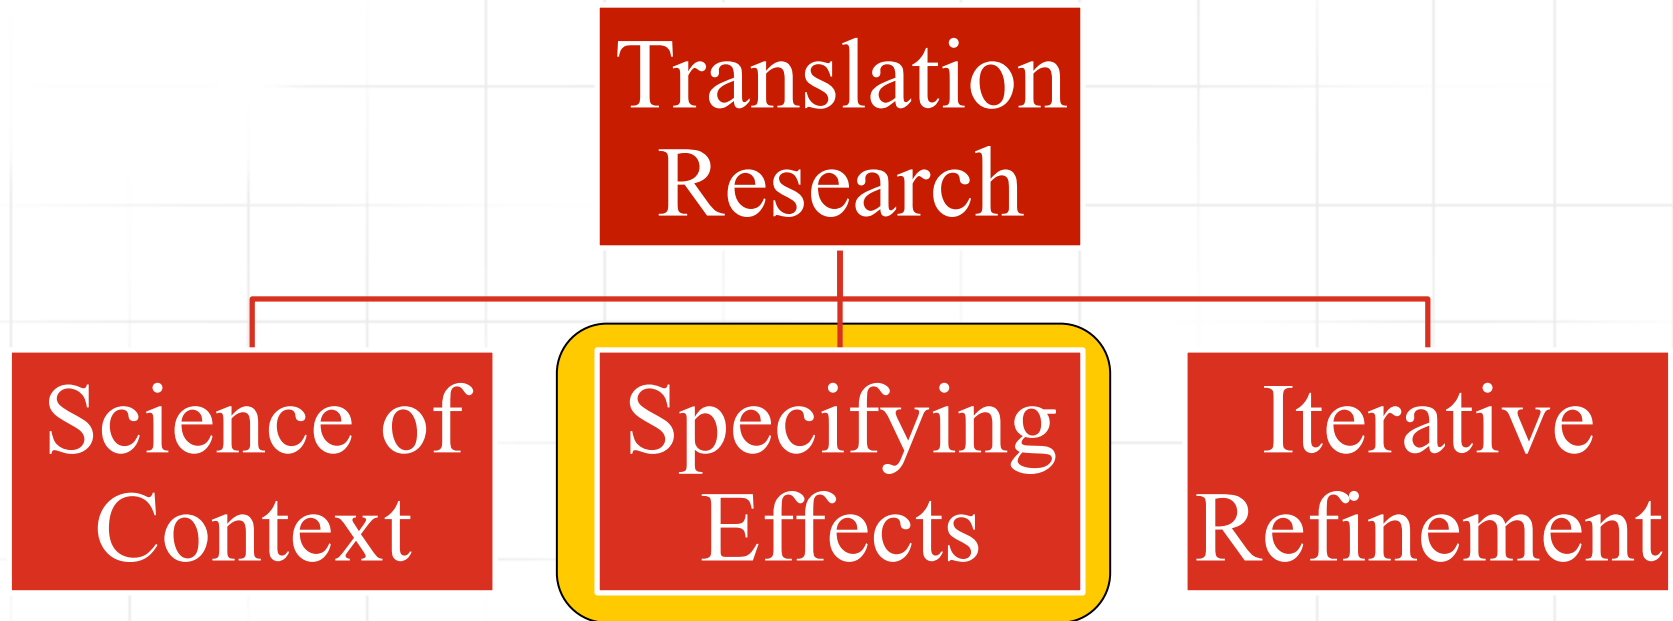 Translation
Research
Science of
Context
Specifying
Effects
Iterative
Refinement